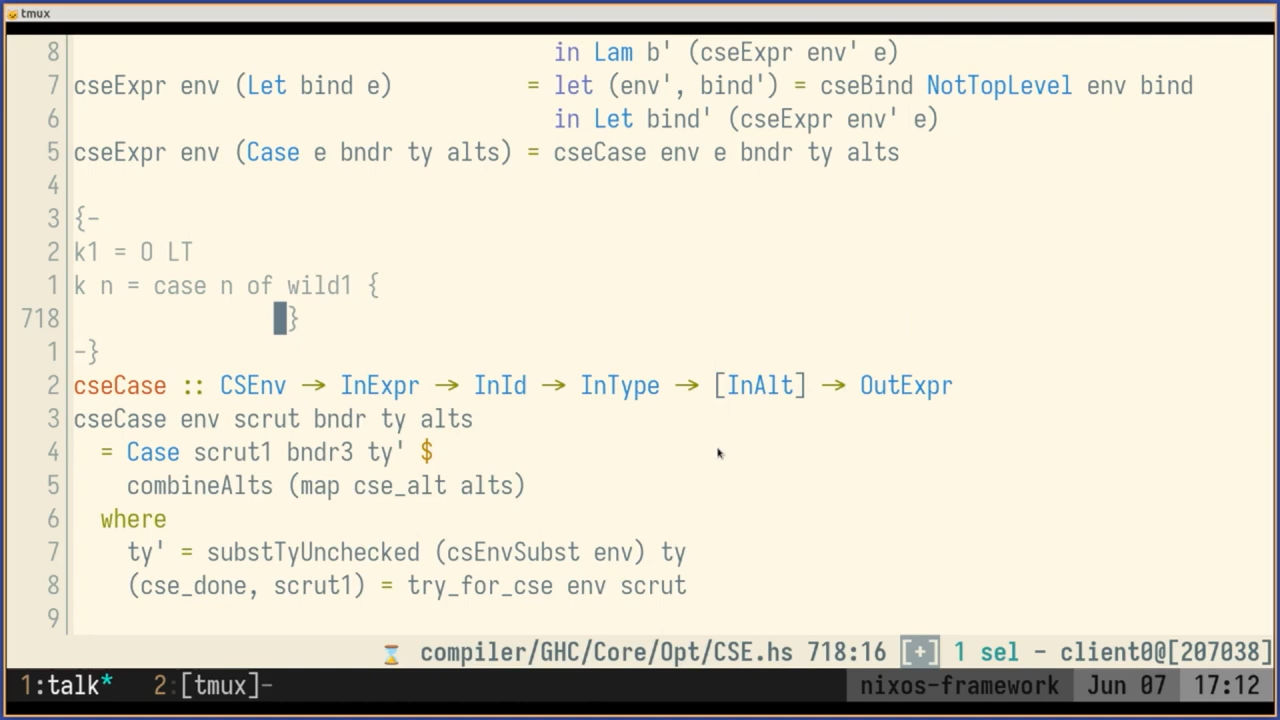 tmux
8                                     in Lam b' (cseExpr env' e)
7 cseExpr env (Let bind e)          = let (env', bind') = cseBind NotTopLevel env bind
6                                     in Let bind' (cseExpr env' e)
5 cseExpr env (Case e bndr ty alts) = cseCase env e bndr ty alts
4
3 {-
2 k1 = O LT
1 k n = case n of wild1 {
718                }
1 -}
2 cseCase :: CSEnv → InExpr → InId → InType → [InAlt] → OutExpr
3 cseCase env scrut bndr ty alts
4   = Case scrut1 bndr3 ty' $
5     combineAlts (map cse_alt alts)
6   where
7     ty' = substTyUnchecked (csEnvSubst env) ty
8     (cse_done, scrut1) = try_for_cse env scrut
9
⌛ compiler/GHC/Core/Opt/CSE.hs 718:16 [+] 1 sel - client0@[207038]
1:talk* 2:[tmux]- nixos-framework Jun 07 17:12